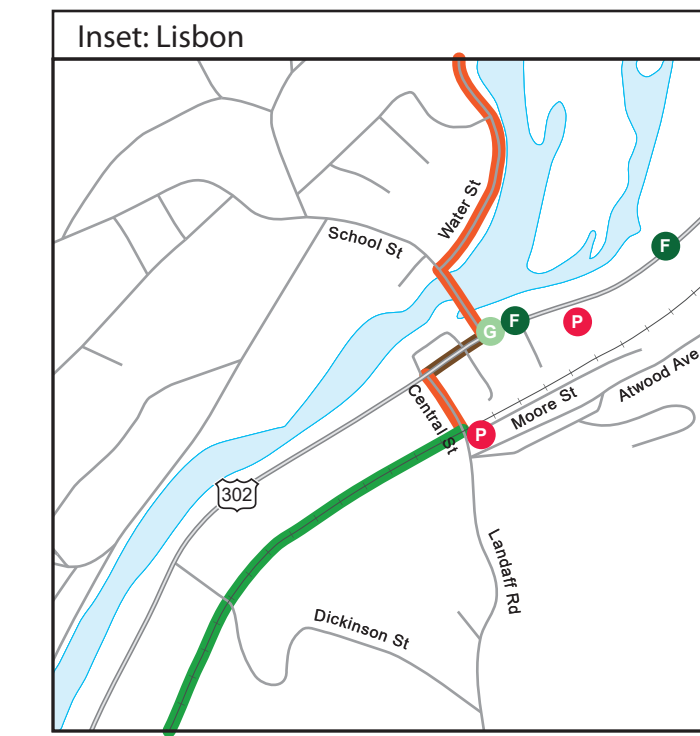 Inset: Lisbon
Water St
School St
F
G
F
P
Central St
Moore St
Atwood Ave
P
302
Landaff Rd
Dickinson St